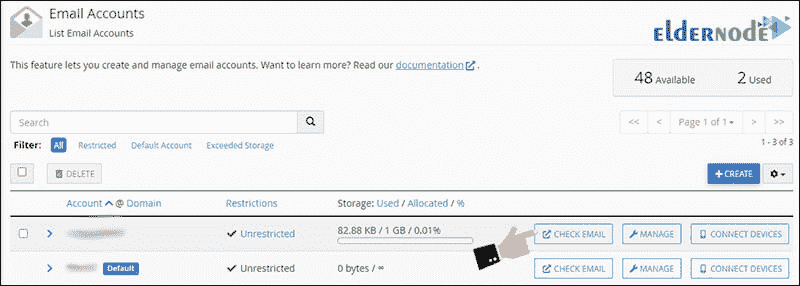 Email Accounts
List Email Accounts
ELDERNODE
This feature lets you create and manage email accounts. Want to learn more? Read our documentation .
48 Available 2 Used
Search
<< < Page 1 of 1 > >>
Filter: All Restricted Default Account Exceeded Storage
1 - 3 of 3
DELETE
+ CREATE
Account @ Domain Restrictions Storage: Used / Allocated / %
Unrestricted 82.88 KB / 1 GB / 0.01% CHECK EMAIL MANAGE CONNECT DEVICES
Default Unrestricted 0 bytes / ∞ CHECK EMAIL MANAGE CONNECT DEVICES